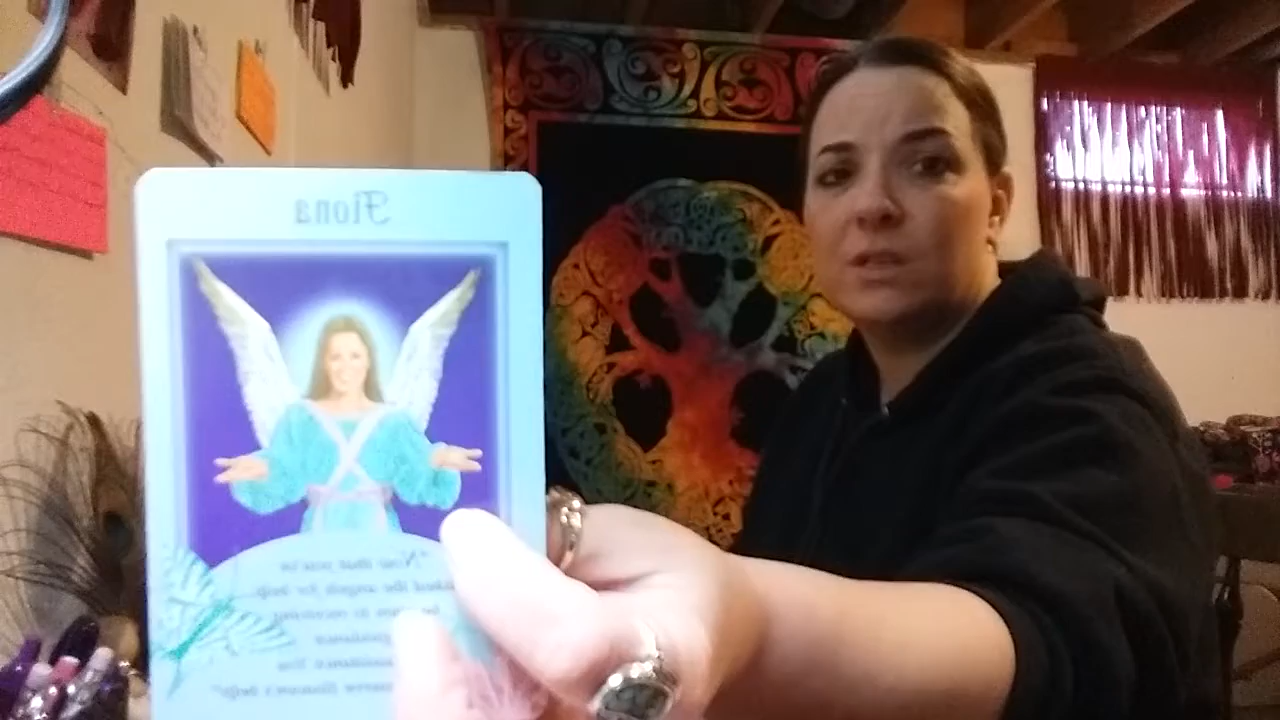 Fiona
"Now that you've
asked the angels for help,
be open to receiving
guidance
assistance. You
deserve Heaven's help"